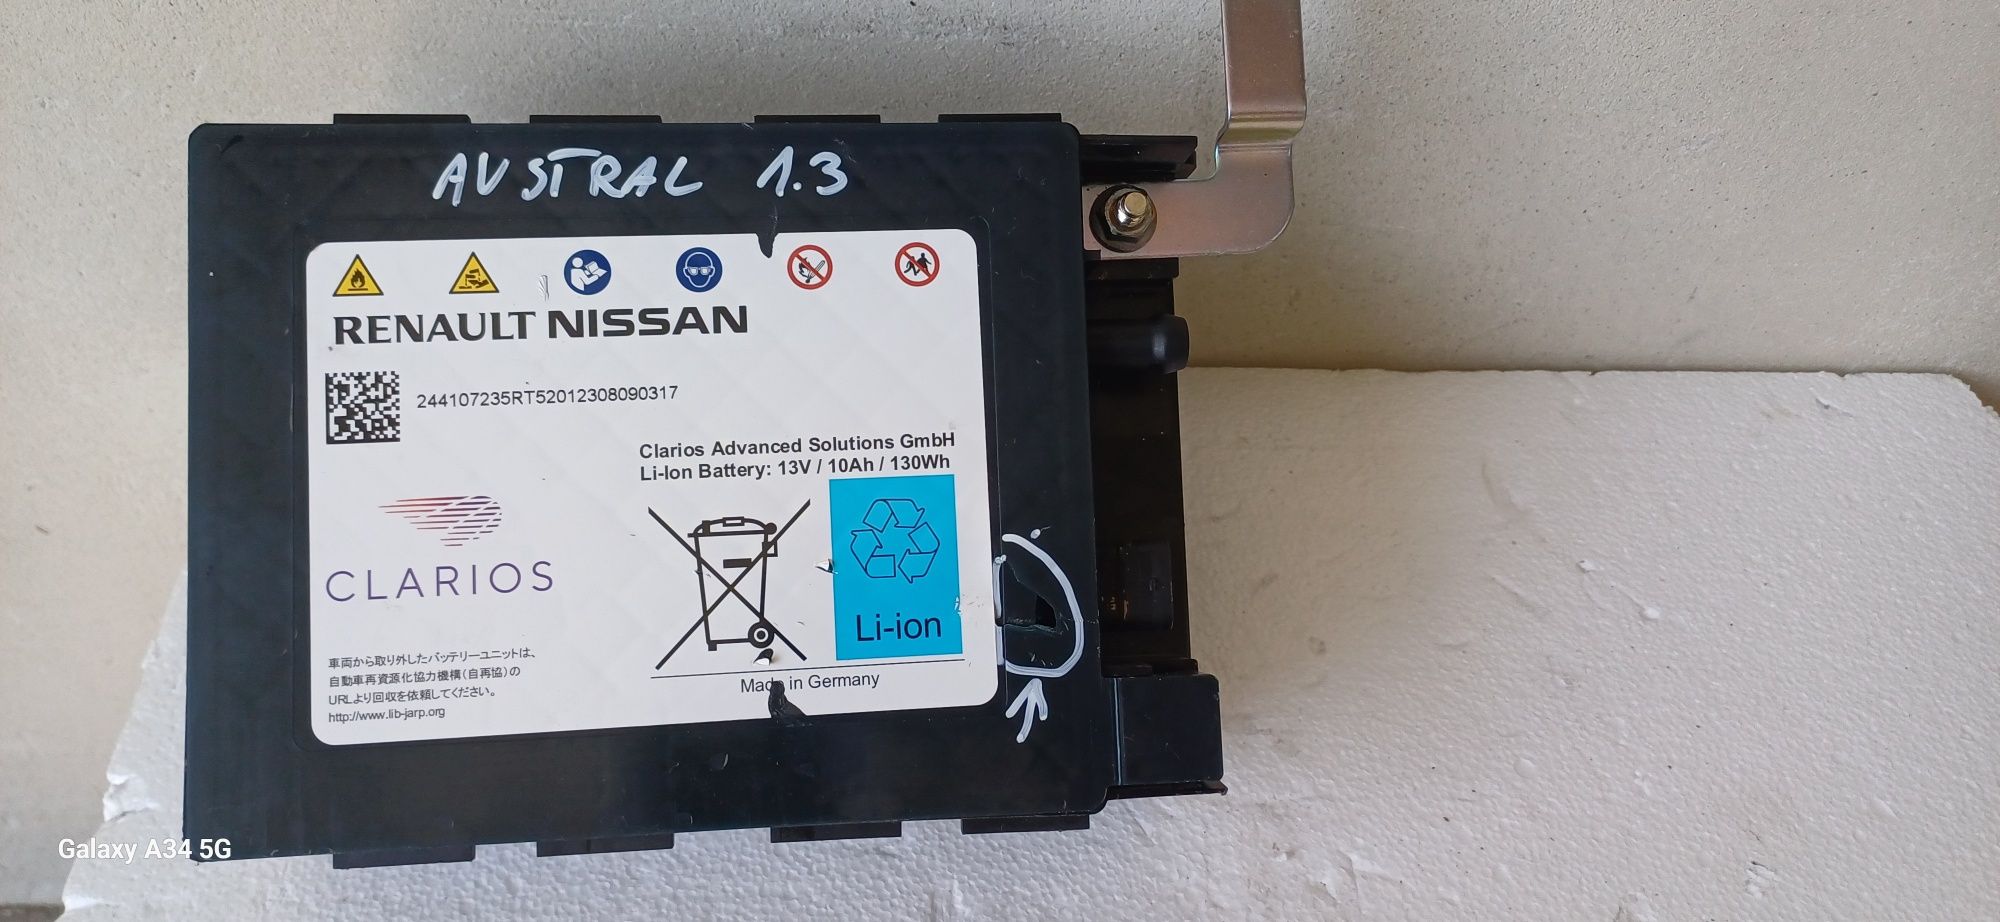 AUSTRAL 1.3
RENAULT NISSAN
244107235RT52012308090317
Clarios Advanced Solutions GmbH
Li-Ion Battery: 13V / 10Ah / 130Wh
CLARIOS
Li-ion
Made in Germany
車両から取り外したバッテリーユニットは、
自動車再資源化協力機構(自再協)の
URLより回収を依頼してください。
http://www.lib-jarp.org
Galaxy A34 5G